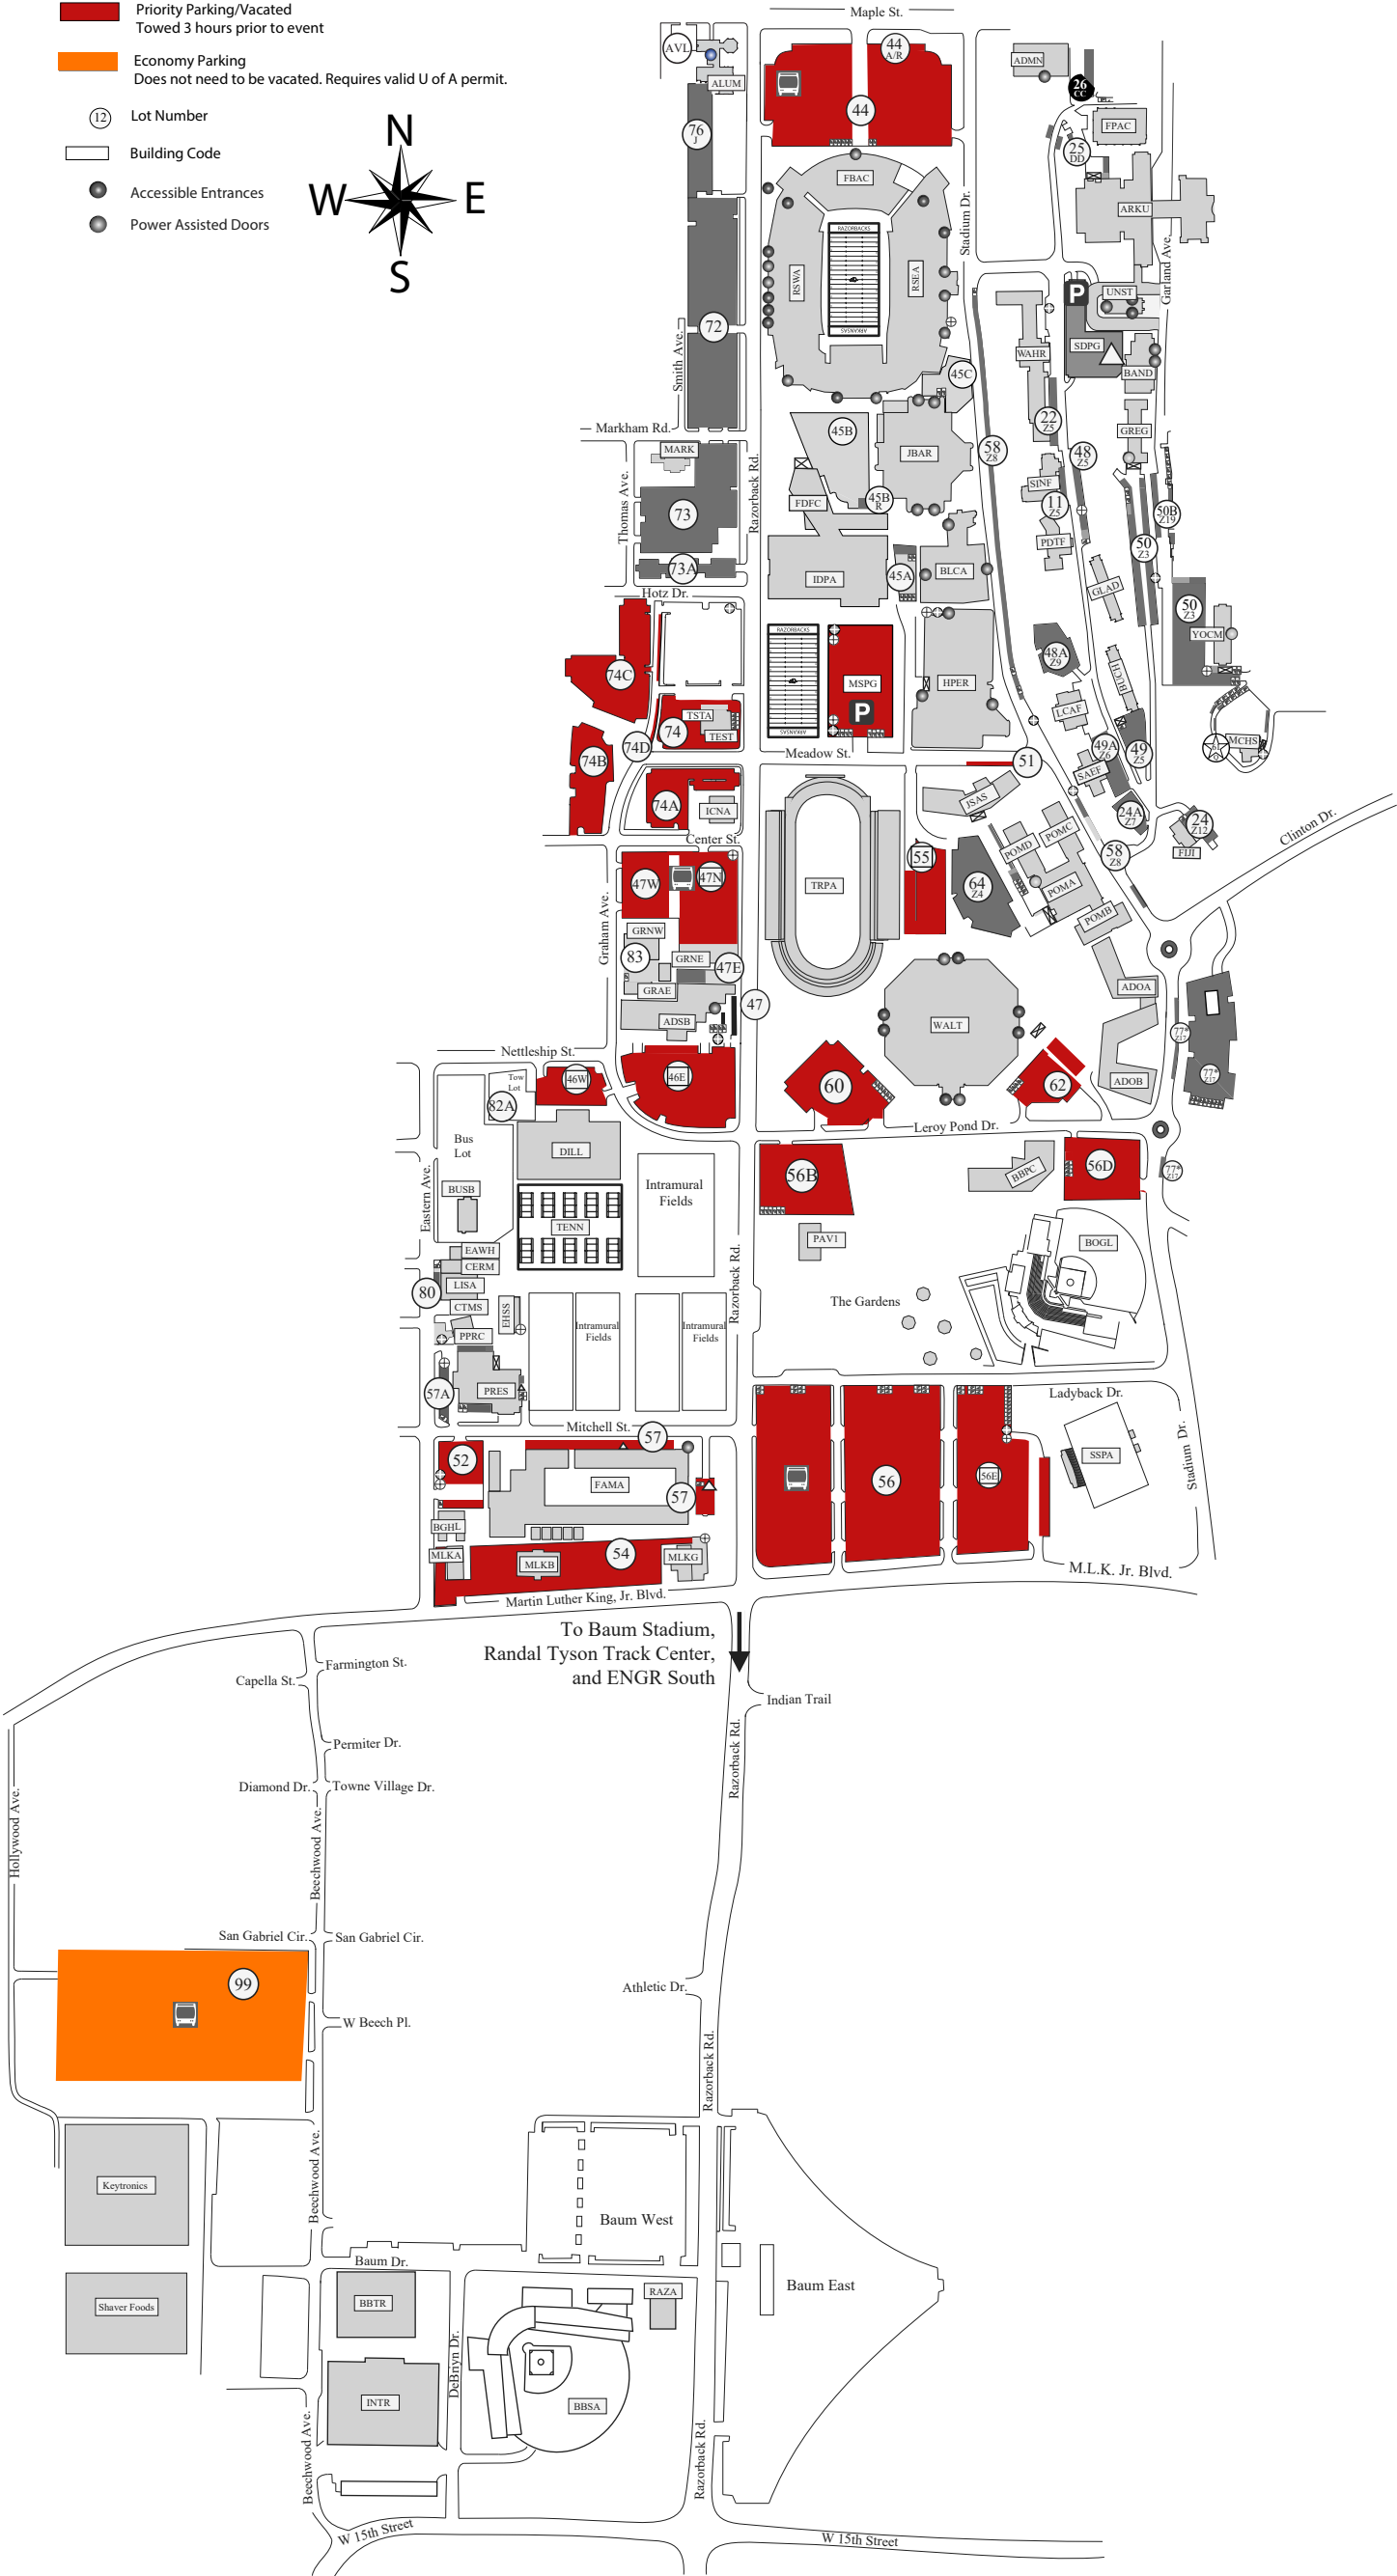 Priority Parking/Vacated
Towed 3 hours prior to event
Economy Parking
Does not need to be vacated. Requires valid U of A permit.
12
Lot Number
Building Code
Accessible Entrances
Power Assisted Doors
N
W
E
S
Maple St.
AVL
ALUM
76
J
44
A/R
44
ADMN
26
CC
FPAC
25
DD
ARKU
FBAC
RAZORBACKS
RSWA
RSEA
ARKANSAS
Stadium Dr.
Garland Ave.
P
UNST
SDPG
BAND
WAHR
72
Smith Ave.
45C
22
Z5
GREG
Markham Rd.
MARK
45B
JBAR
58
Z8
48
Z5
SINF
11
Z5
50B
Z19
Thomas Ave.
73
Razorback Rd.
FDFC
45B
R
PDTF
50
Z3
73A
IDPA
45A
BLCA
GLAD
Hotz Dr.
50
Z3
YOCM
RAZORBACKS
74C
MSPG
P
HPER
48A
Z9
BUCH
LCAF
TSTA
74
TEST
ARKANSAS
74D
74B
Meadow St.
51
49A
Z6
49
Z5
MCHS
SAEF
74A
ICNA
JSAS
24A
Z7
24
Z12
FIJI
Center St.
Clinton Dr.
POMC
POMD
58
Z8
47W
47N
TRPA
55
64
Z4
POMA
POMB
Graham Ave.
GRNW
83
GRNE
47E
GRAE
ADSB
47
WALT
ADOA
77*
Z17
77*
Z17
ADOB
Nettleship St.
Tow
Lot
46W
46E
60
62
82A
Leroy Pond Dr.
Bus
Lot
DILL
56B
BBPC
56D
77*
Z17
Eastern Ave.
BUSB
Intramural
Fields
TENN
PAV1
BOGL
EAWH
CERM
80
LISA
CTMS
EHSS
PPRC
Intramural
Fields
Intramural
Fields
Razorback Rd.
The Gardens
57A
PRES
Ladyback Dr.
Mitchell St.
57
52
FAMA
57
56
56E
SSPA
Stadium Dr.
BGHL
MLKA
MLKB
54
MLKG
M.L.K. Jr. Blvd.
Martin Luther King, Jr. Blvd.
To Baum Stadium,
Randal Tyson Track Center,
and ENGR South
Farmington St.
Capella St.
Indian Trail
Permiter Dr.
Diamond Dr.
Towne Village Dr.
Razorback Rd.
Hollywood Ave.
Beechwood Ave.
San Gabriel Cir.
San Gabriel Cir.
99
Athletic Dr.
W Beech Pl.
Razorback Rd.
Keytronics
Beechwood Ave.
Baum West
Baum Dr.
Baum East
BBTR
RAZA
Shaver Foods
DeBriyn Dr.
INTR
BBSA
Beechwood Ave.
Razorback Rd.
W 15th Street
W 15th Street